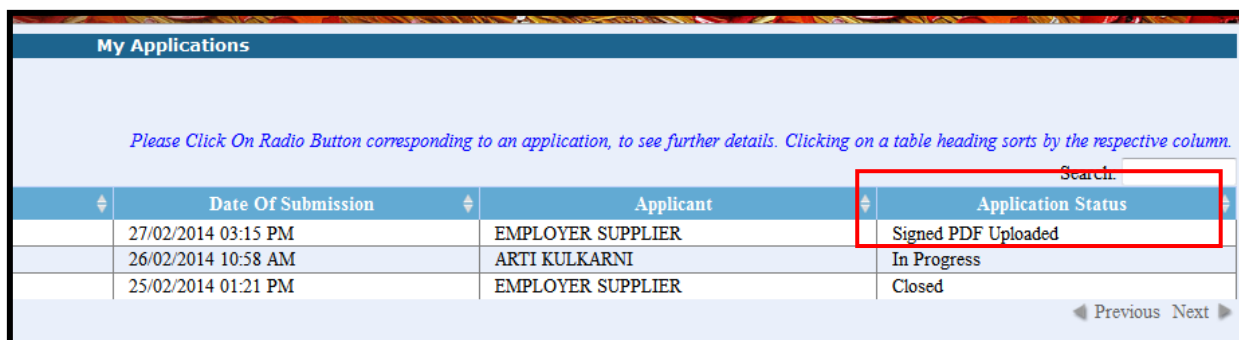 My Applications
Please Click On Radio Button corresponding to an application, to see further details. Clicking on a table heading sorts by the respective column.
Search:
Date Of Submission Applicant Application Status
27/02/2014 03:15 PM EMPLOYER SUPPLIER Signed PDF Uploaded
26/02/2014 10:58 AM ARTI KULKARNI In Progress
25/02/2014 01:21 PM EMPLOYER SUPPLIER Closed
Previous Next